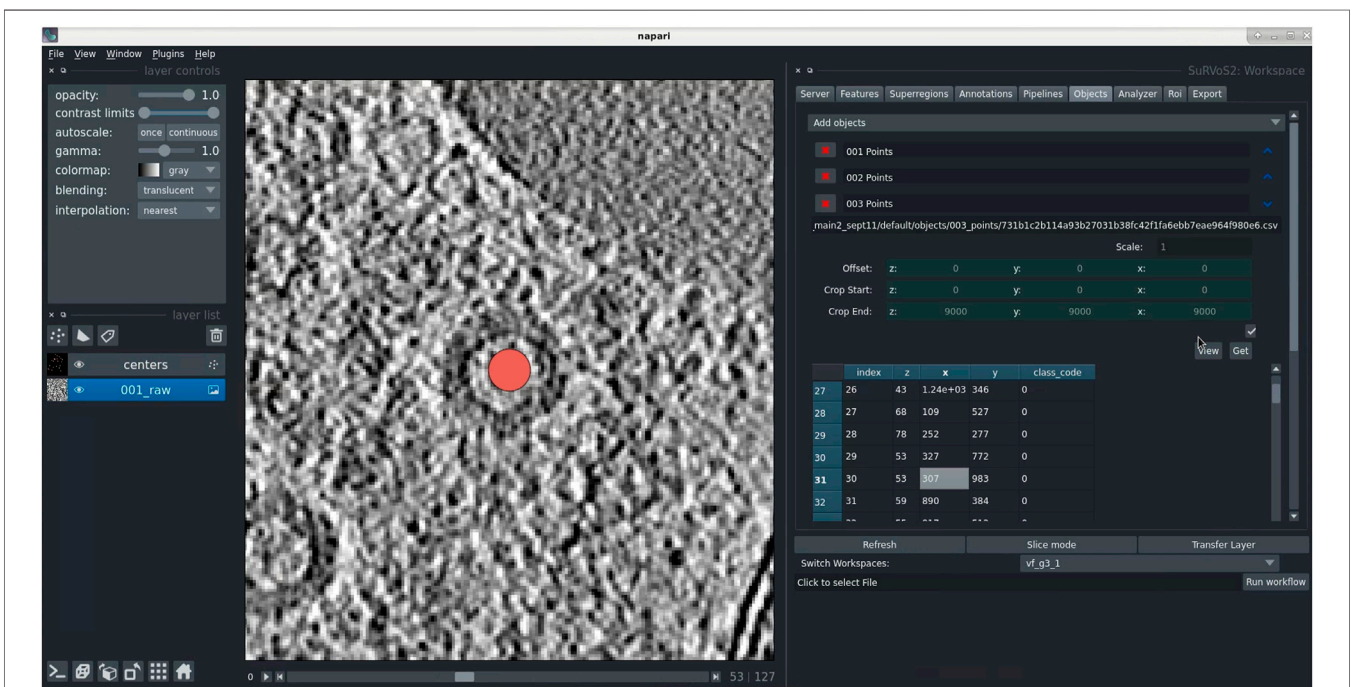 napari
File View Window Plugins Help
layer controls
opacity: 1.0
contrast limits
autoscale: once continuous
gamma: 1.0
colormap: gray
blending: translucent
interpolation: nearest
layer list
centers
001_raw
0 53 | 127
SuRVoS2: Workspace
Server Features Superregions Annotations Pipelines Objects Analyzer Roi Export
Add objects
001 Points
002 Points
003 Points
_main2_sept11/default/objects/003_points/731b1c2b114a93b27031b38fc42f1fa6ebb7eae964f980e6.csv
Scale: 1
Offset: z: 0 y: 0 x: 0
Crop Start: z: 0 y: 0 x: 0
Crop End: z: 9000 y: 9000 x: 9000
View Get
index z x y class_code
27 26 43 1.24e+03 346 0
28 27 68 109 527 0
29 28 78 252 277 0
30 29 53 327 772 0
31 30 53 307 983 0
32 31 59 890 384 0
Refresh Slice mode Transfer Layer
Switch Workspaces: vf_g3_1
Click to select File Run workflow